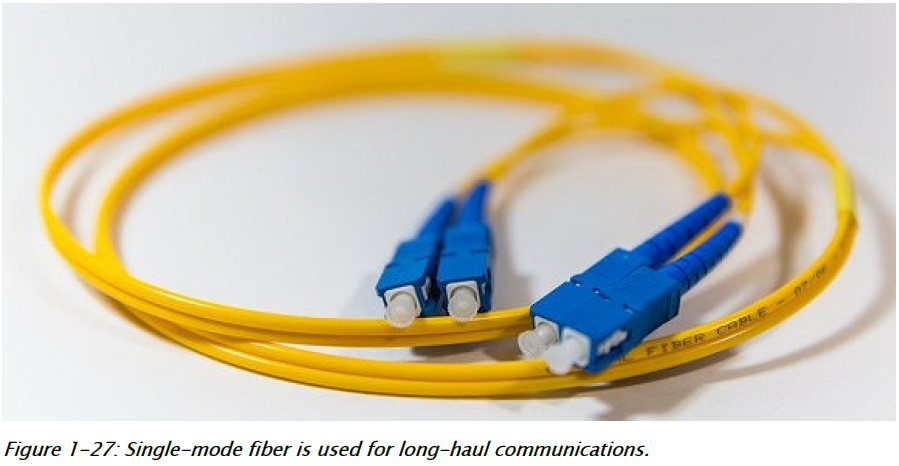 FIBER CABLE -
Figure 1-27: Single-mode fiber is used for long-haul communications.